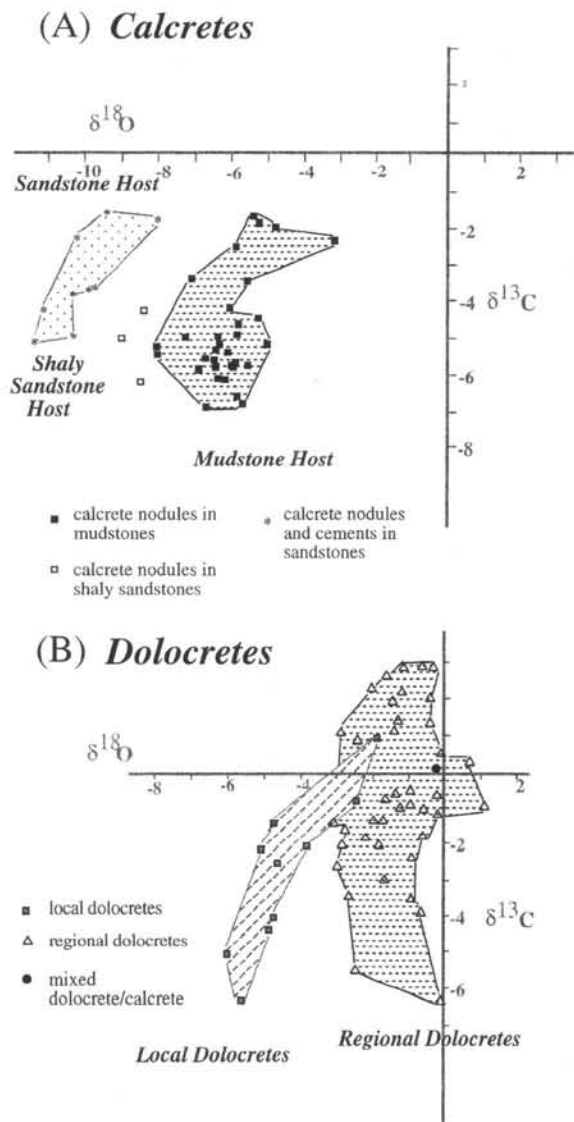 (A) Calcretes
1
δ18O
-10
-8
-6
-4
-2
2
Sandstone Host
-2
-4
δ13C
Shaly
Sandstone
Host
-6
Mudstone Host
-8
calcrete nodules in
mudstones
calcrete nodules
and cements in
sandstones
calcrete nodules in
shaly sandstones
(B) Dolocretes
δ18O
-8
-6
-4
-2
2
-2
local dolocretes
-4
δ13C
regional dolocretes
mixed
dolocrete/calcrete
-6
Local Dolocretes
Regional Dolocretes